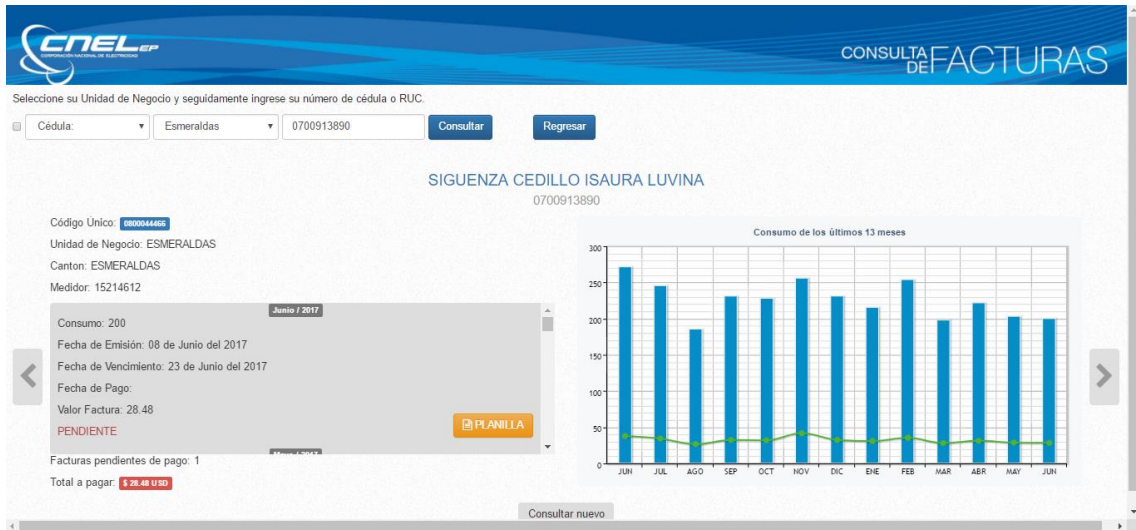 CNEL EP
CORPORACIÓN NACIONAL DE ELECTRICIDAD
CONSULTA DE FACTURAS
Seleccione su Unidad de Negocio y seguidamente ingrese su número de cédula o RUC.
Cédula: Esmeraldas 0700913890 Consultar Regresar
SIGUENZA CEDILLO ISAURA LUVINA
0700913890
Código Único: 0800044466
Unidad de Negocio: ESMERALDAS
Canton: ESMERALDAS
Medidor: 15214612
Junio / 2017
Consumo: 200
Fecha de Emisión: 08 de Junio del 2017
Fecha de Vencimiento: 23 de Junio del 2017
Fecha de Pago:
Valor Factura: 28.48
PENDIENTE
PLANILLA
Mayo / 2017
Facturas pendientes de pago: 1
Total a pagar: $ 28.48 USD
Consumo de los últimos 13 meses
300
250
200
150
100
50
0
JUN JUL AGO SEP OCT NOV DIC ENE FEB MAR ABR MAY JUN
Consultar nuevo